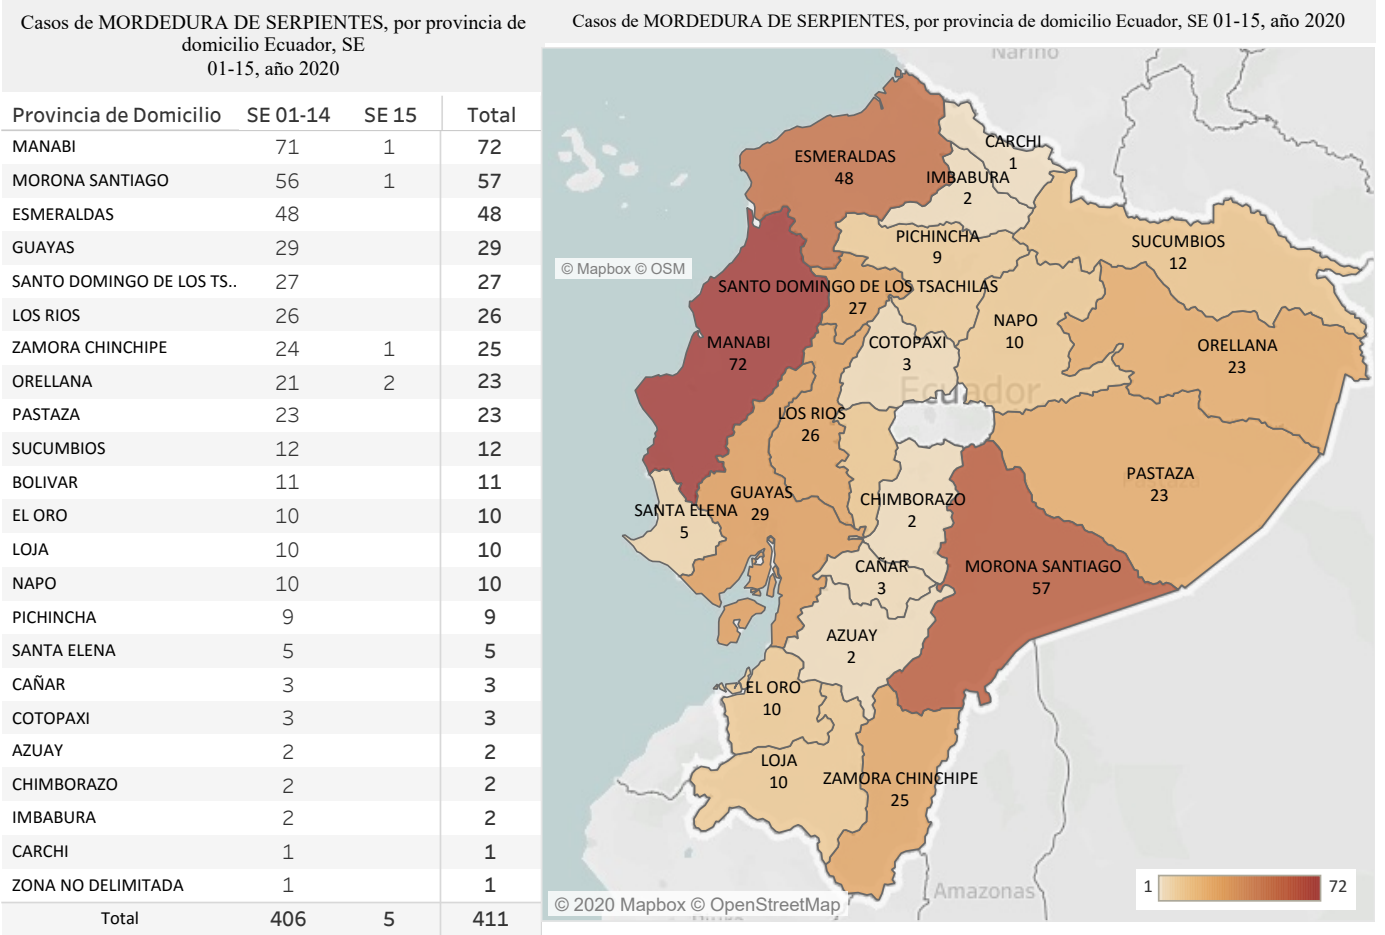 Casos de MORDEDURA DE SERPIENTES, por provincia de
domicilio Ecuador, SE
01-15, año 2020
Provincia de Domicilio SE 01-14 SE 15 Total
MANABI 71 1 72
MORONA SANTIAGO 56 1 57
ESMERALDAS 48 48
GUAYAS 29 29
SANTO DOMINGO DE LOS TS.. 27 27
LOS RIOS 26 26
ZAMORA CHINCHIPE 24 1 25
ORELLANA 21 2 23
PASTAZA 23 23
SUCUMBIOS 12 12
BOLIVAR 11 11
EL ORO 10 10
LOJA 10 10
NAPO 10 10
PICHINCHA 9 9
SANTA ELENA 5 5
CAÑAR 3 3
COTOPAXI 3 3
AZUAY 2 2
CHIMBORAZO 2 2
IMBABURA 2 2
CARCHI 1 1
ZONA NO DELIMITADA 1 1
Total 406 5 411
Casos de MORDEDURA DE SERPIENTES, por provincia de domicilio Ecuador, SE 01-15, año 2020
Nariño
CARCHI
1
ESMERALDAS
48
IMBABURA
2
PICHINCHA
9
SUCUMBIOS
12
© Mapbox © OSM
SANTO DOMINGO DE LOS TSACHILAS
27
NAPO
10
MANABI
72
COTOPAXI
3
ORELLANA
23
Ecuador
LOS RIOS
26
PASTAZA
23
GUAYAS
29
CHIMBORAZO
2
SANTA ELENA
5
CAÑAR
3
MORONA SANTIAGO
57
AZUAY
2
EL ORO
10
LOJA
10
ZAMORA CHINCHIPE
25
1 72
Amazonas
© 2020 Mapbox © OpenStreetMap